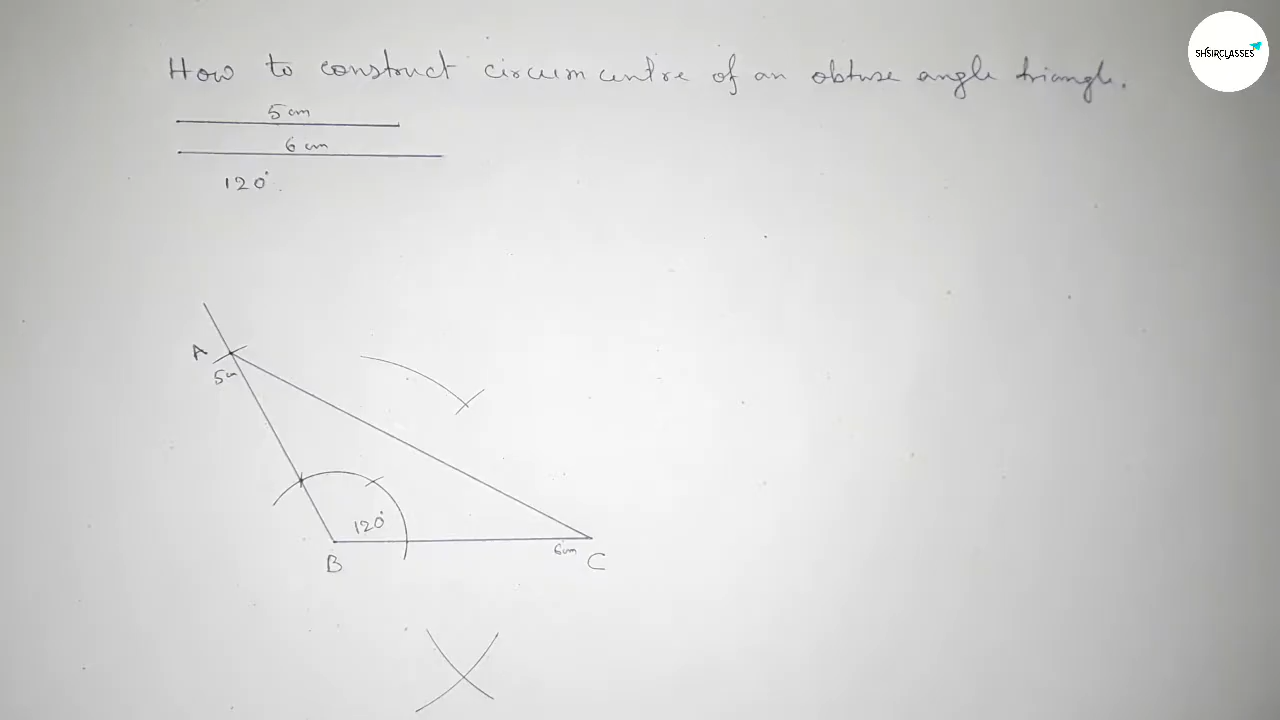 How to construct circumcentre of an obtuse angle triangle.
5 cm
6 cm
120°
A
5cm
120°
B
6cm
C
SHSIRCLASSES